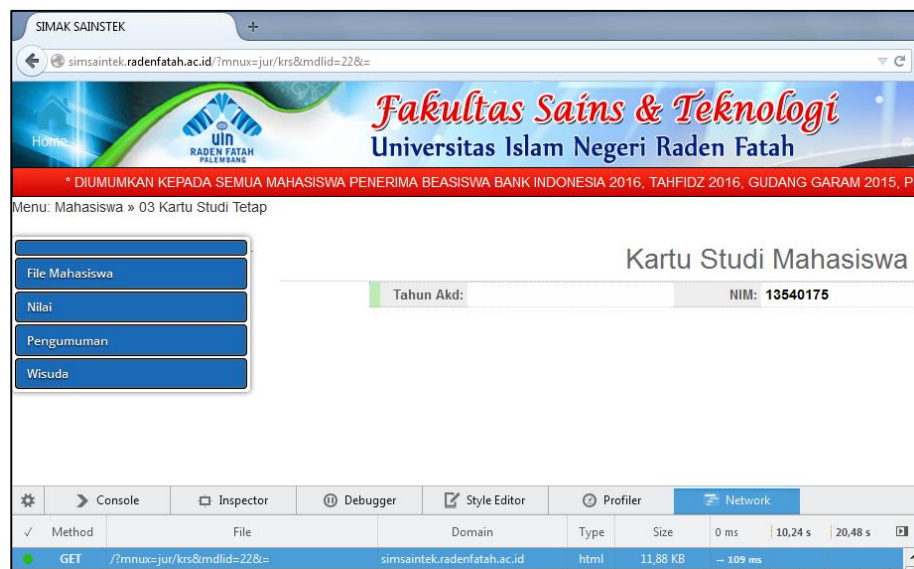 SIMAK SAINSTEK
simsaintek.radenfatah.ac.id/?mnux=jur/krs&mdlid=22&=
Home
uin
RADEN FATAH
PALEMBANG
Fakultas Sains & Teknologi
Universitas Islam Negeri Raden Fatah
* DIUMUMKAN KEPADA SEMUA MAHASISWA PENERIMA BEASISWA BANK INDONESIA 2016, TAHFIDZ 2016, GUDANG GARAM 2015, P
Menu: Mahasiswa » 03 Kartu Studi Tetap
File Mahasiswa
Nilai
Pengumuman
Wisuda
Kartu Studi Mahasiswa
Tahun Akd: NIM: 13540175
Console Inspector Debugger Style Editor Profiler Network
✓ Method File Domain Type Size 0 ms 10,24 s 20,48 s
GET /?mnux=jur/krs&mdlid=22&= simsaintek.radenfatah.ac.id html 11,88 KB → 109 ms